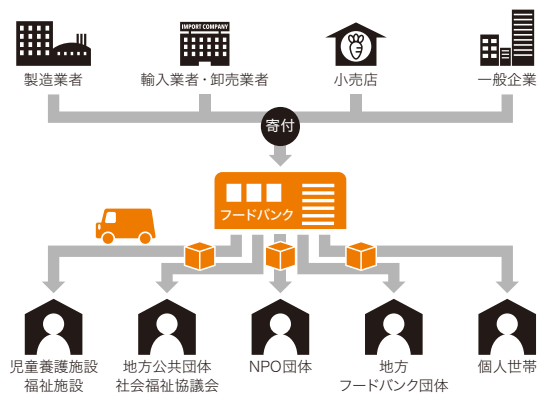 IMPORT COMPANY
製造業者
輸入業者・卸売業者
小売店
一般企業
寄付
フードバンク
児童養護施設
福祉施設
地方公共団体
社会福祉協議会
NPO団体
地方
フードバンク団体
個人世帯